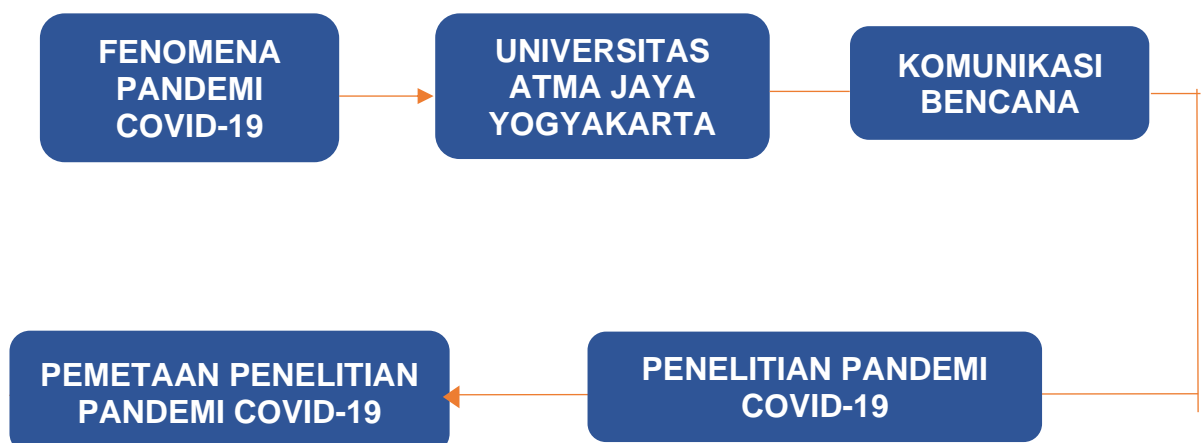 FENOMENA
PANDEMI
COVID-19
UNIVERSITAS
ATMA JAYA
YOGYAKARTA
KOMUNIKASI
BENCANA
PENELITIAN PANDEMI
COVID-19
PEMETAAN PENELITIAN
PANDEMI COVID-19